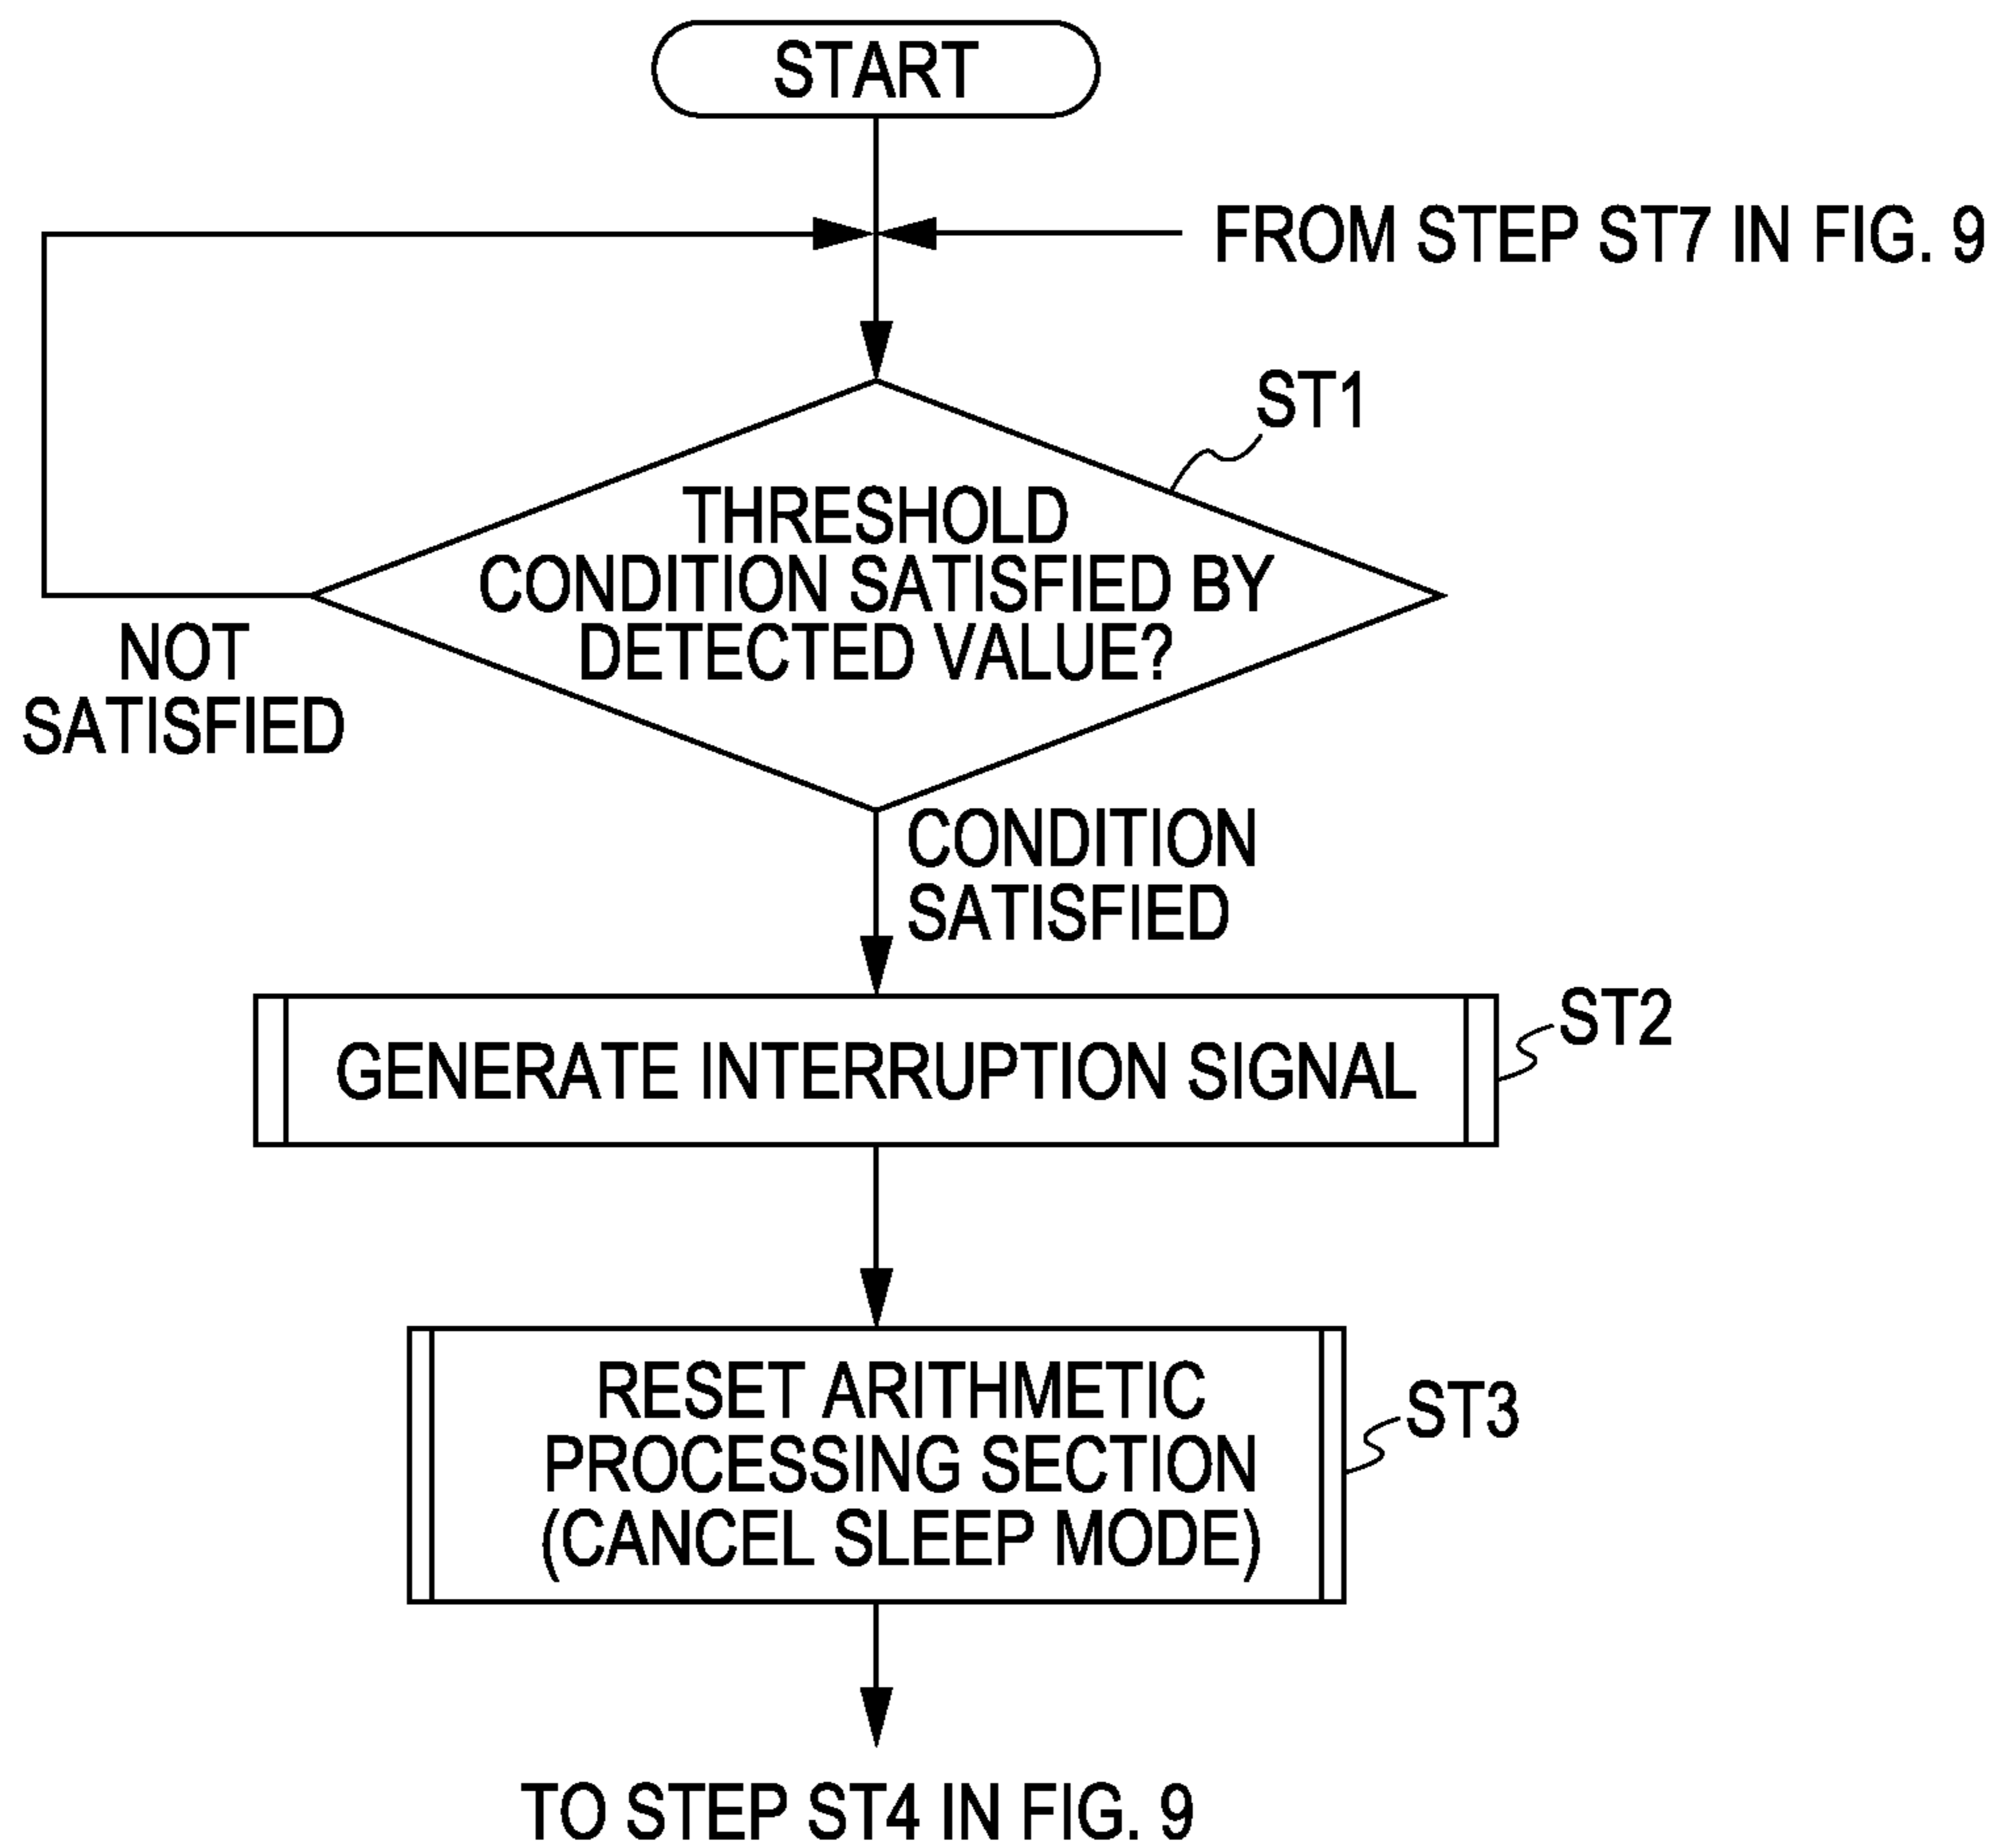 START
FROM STEP ST7 IN FIG. 9
ST1
THRESHOLD
CONDITION SATISFIED BY
DETECTED VALUE?
NOT
SATISFIED
CONDITION
SATISFIED
GENERATE INTERRUPTION SIGNAL
ST2
RESET ARITHMETIC
PROCESSING SECTION
(CANCEL SLEEP MODE)
ST3
TO STEP ST4 IN FIG. 9